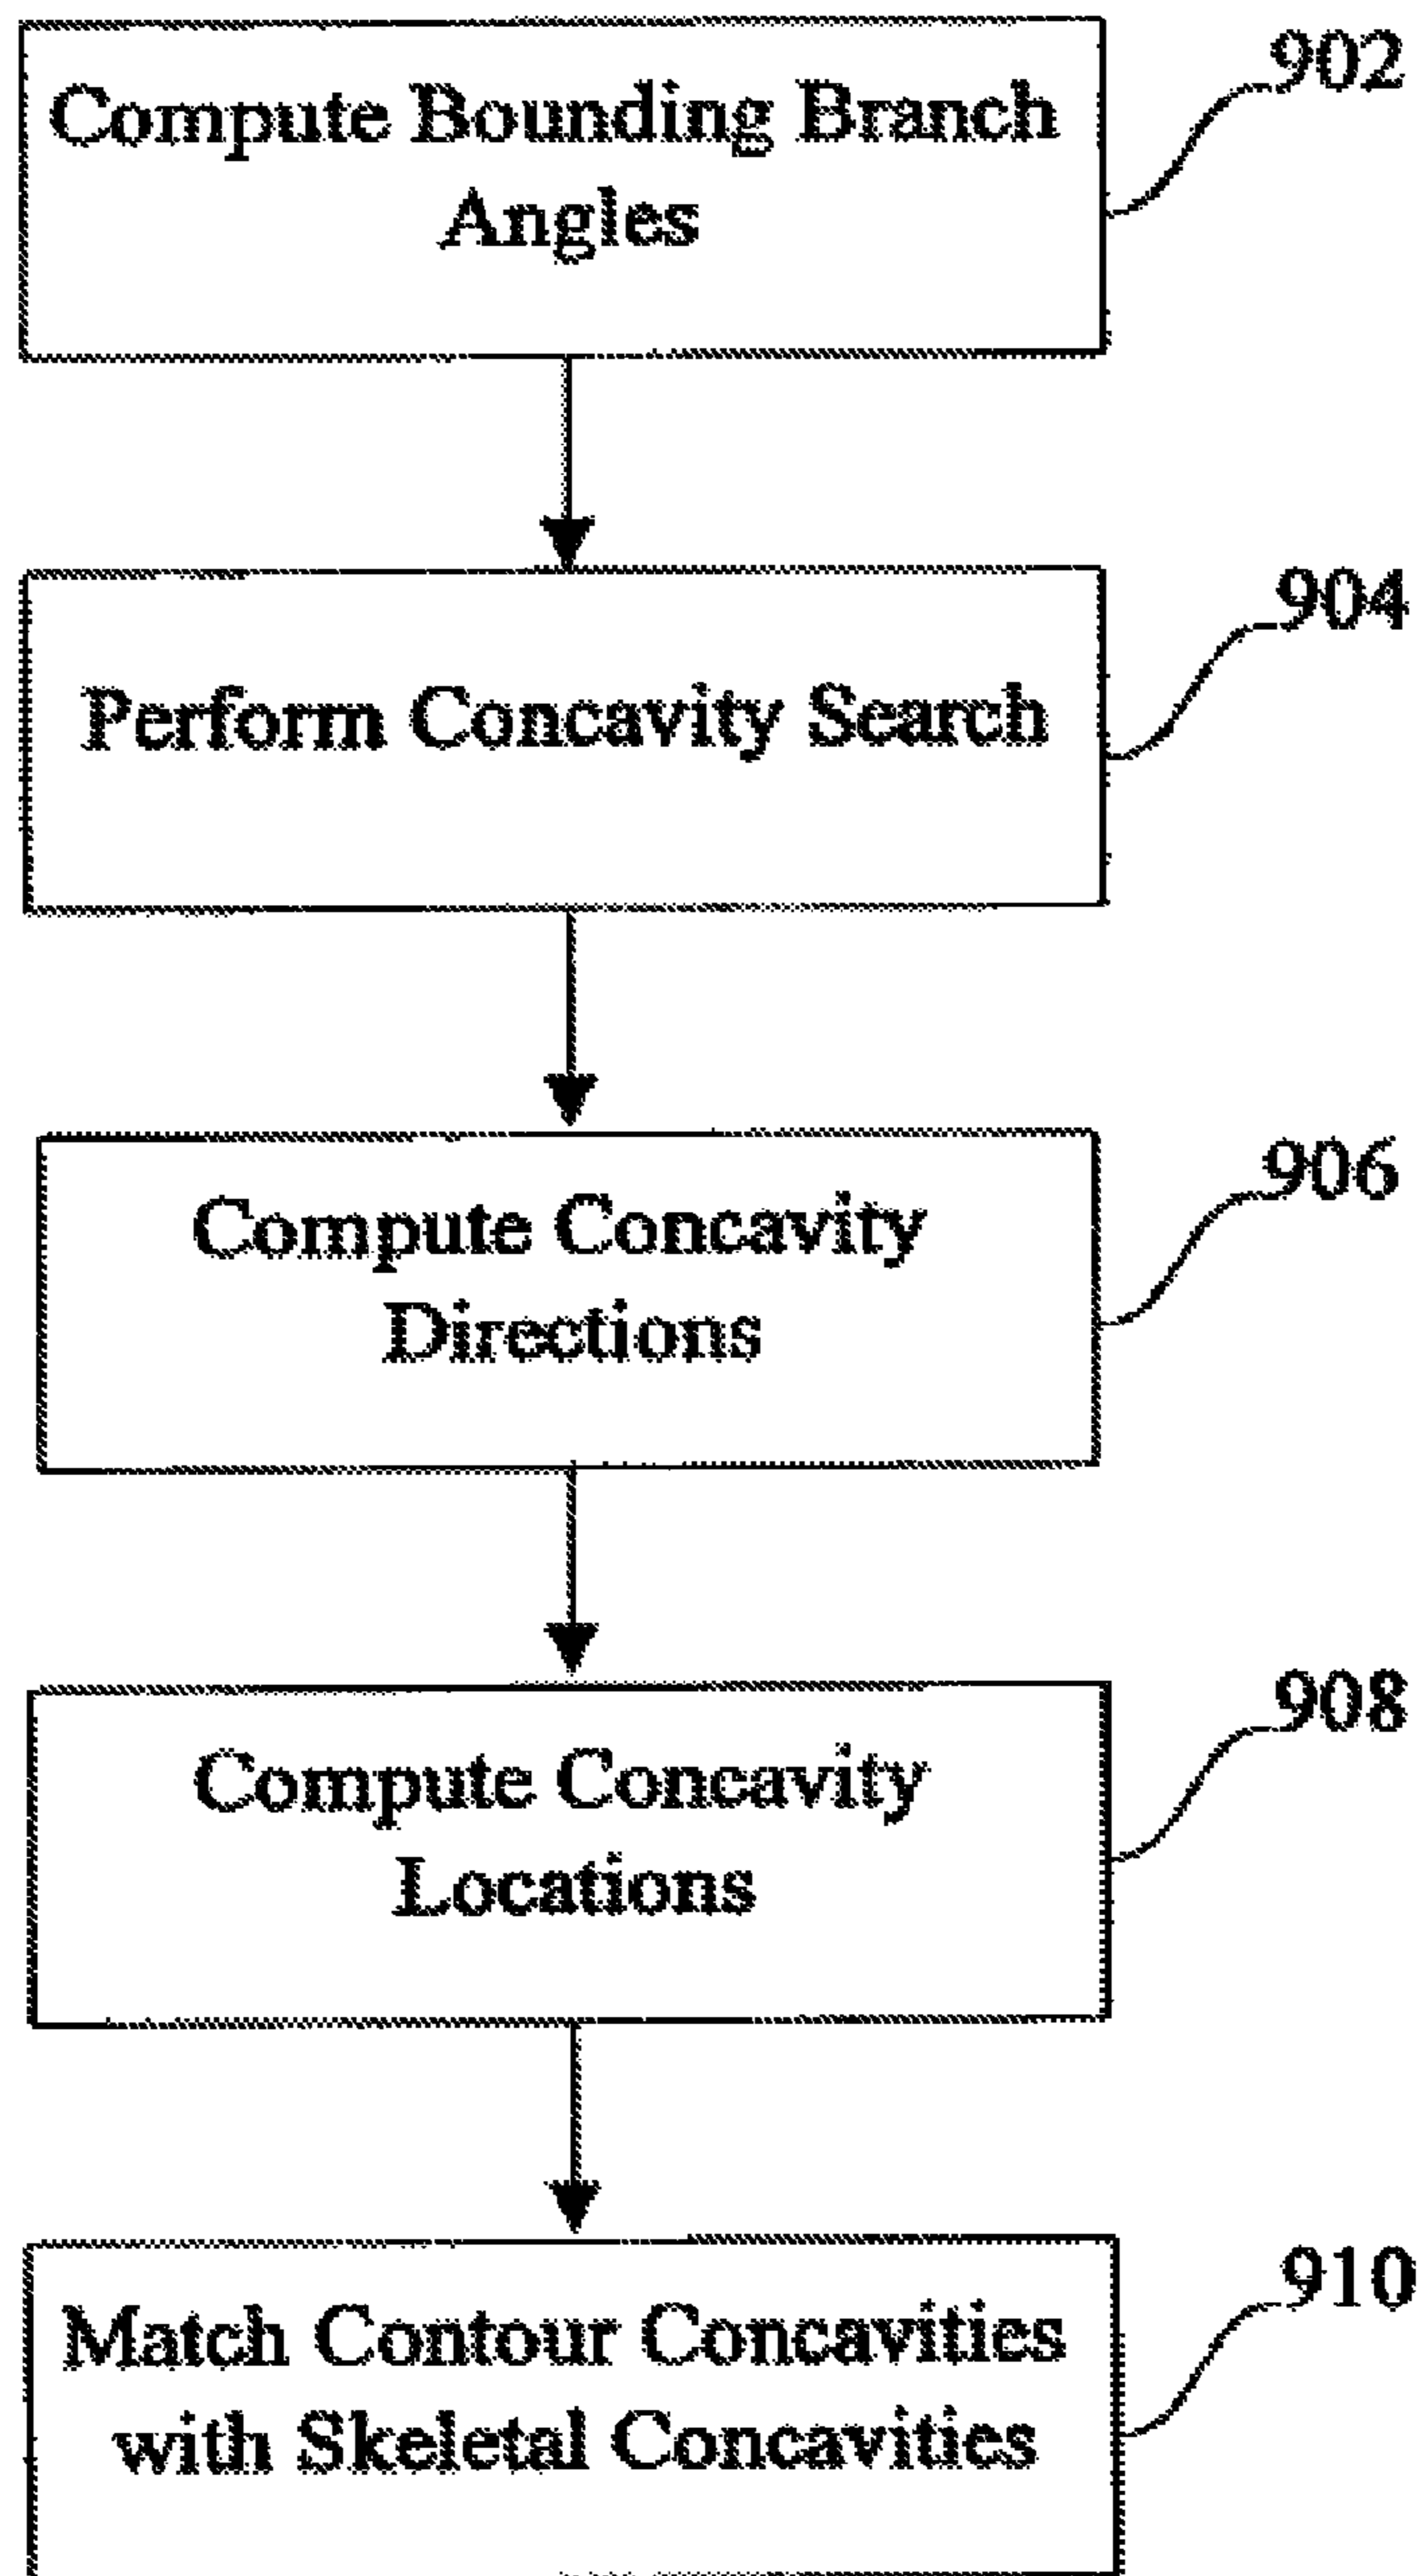 902
Compute Bounding Branch
Angles
904
Perform Concavity Search
906
Compute Concavity
Directions
908
Compute Concavity
Locations
910
Match Contour Concavities
with Skeletal Concavities